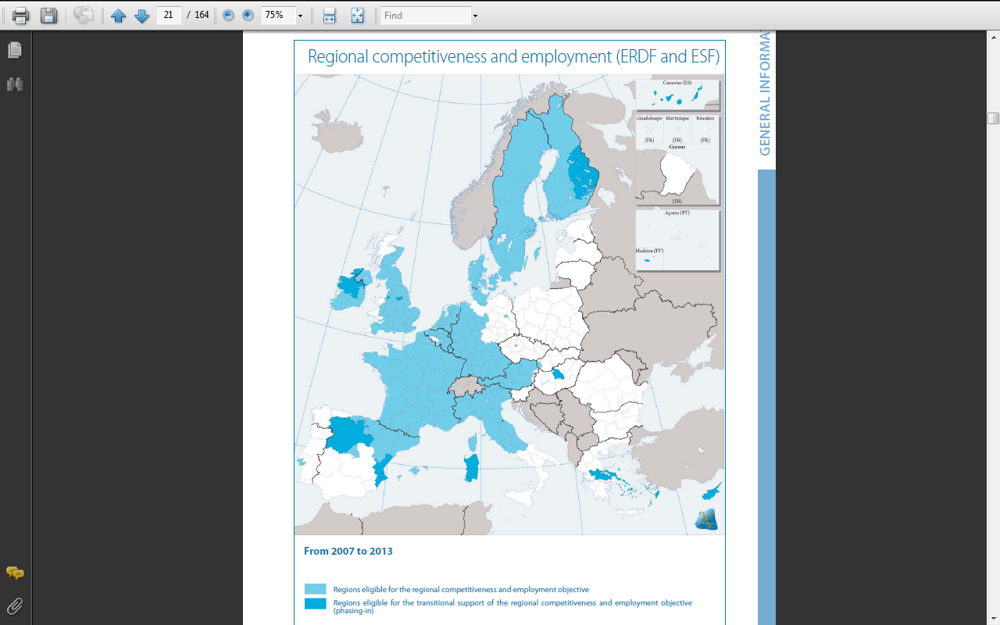 21 / 164 75% Find
Regional competitiveness and employment (ERDF and ESF)
GENERAL INFORMA
Canarias (ES)
Guadeloupe Martinique Réunion
(FR) (FR) (FR)
Guyane
(FR)
Açores (PT)
Madeira (PT)
From 2007 to 2013
Regions eligible for the regional competitiveness and employment objective
Regions eligible for the transitional support of the regional competitiveness and employment objective
(phasing-in)